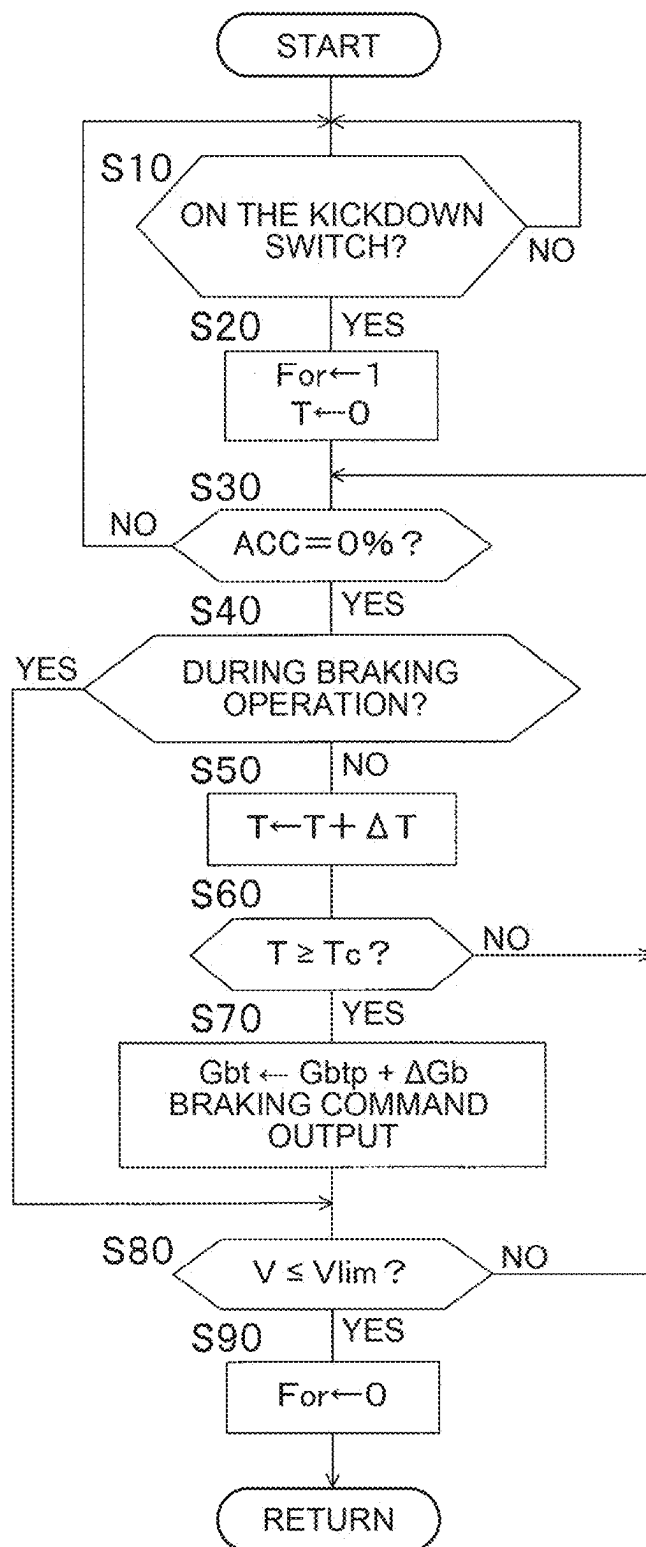 START
S10
ON THE KICKDOWN
SWITCH?
NO
S20
YES
For←1
T←0
S30
NO
ACC=0%?
S40
YES
YES
DURING BRAKING
OPERATION?
S50
NO
T←T+ΔT
S60
T ≥ Tc?
NO
S70
YES
Gbt ← Gbtp + ΔGb
BRAKING COMMAND
OUTPUT
S80
V ≤ Vlim?
NO
S90
YES
For←0
RETURN